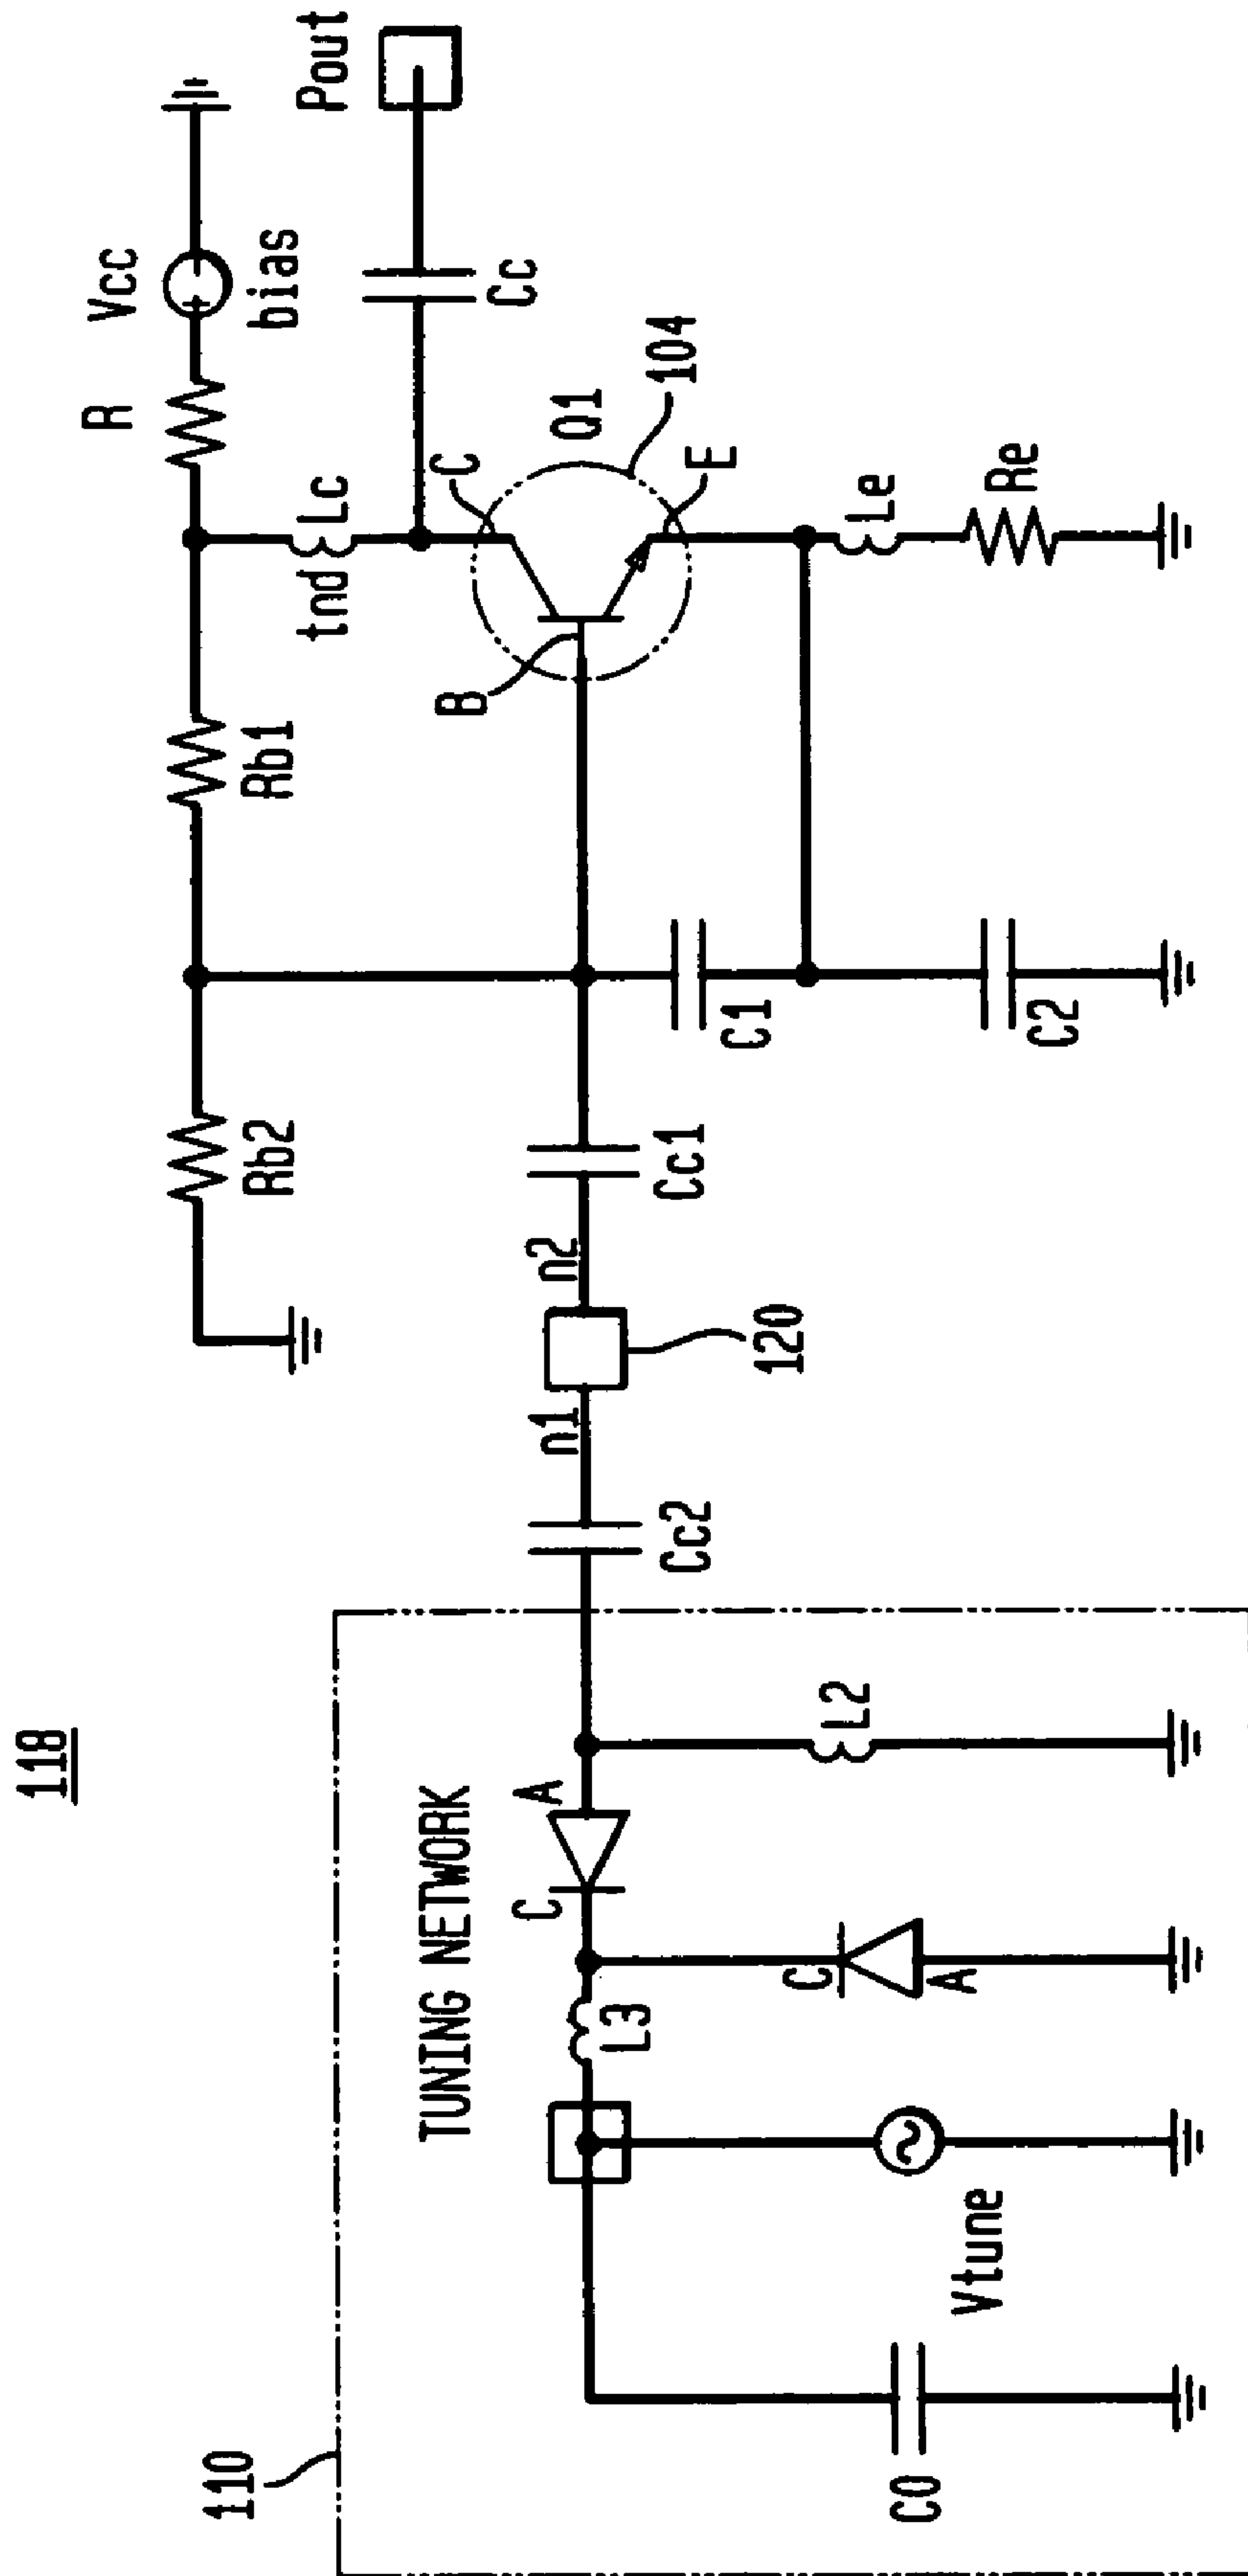 118
110
TUNING NETWORK
C0
Vtune
L3
C
A
C
A
L2
Cc2
n1
120
n2
Cc1
Rb2
Rb1
C1
C2
B
C
E
Q1
104
tnd
Lc
R
Vcc
bias
Cc
Pout
Le
Re